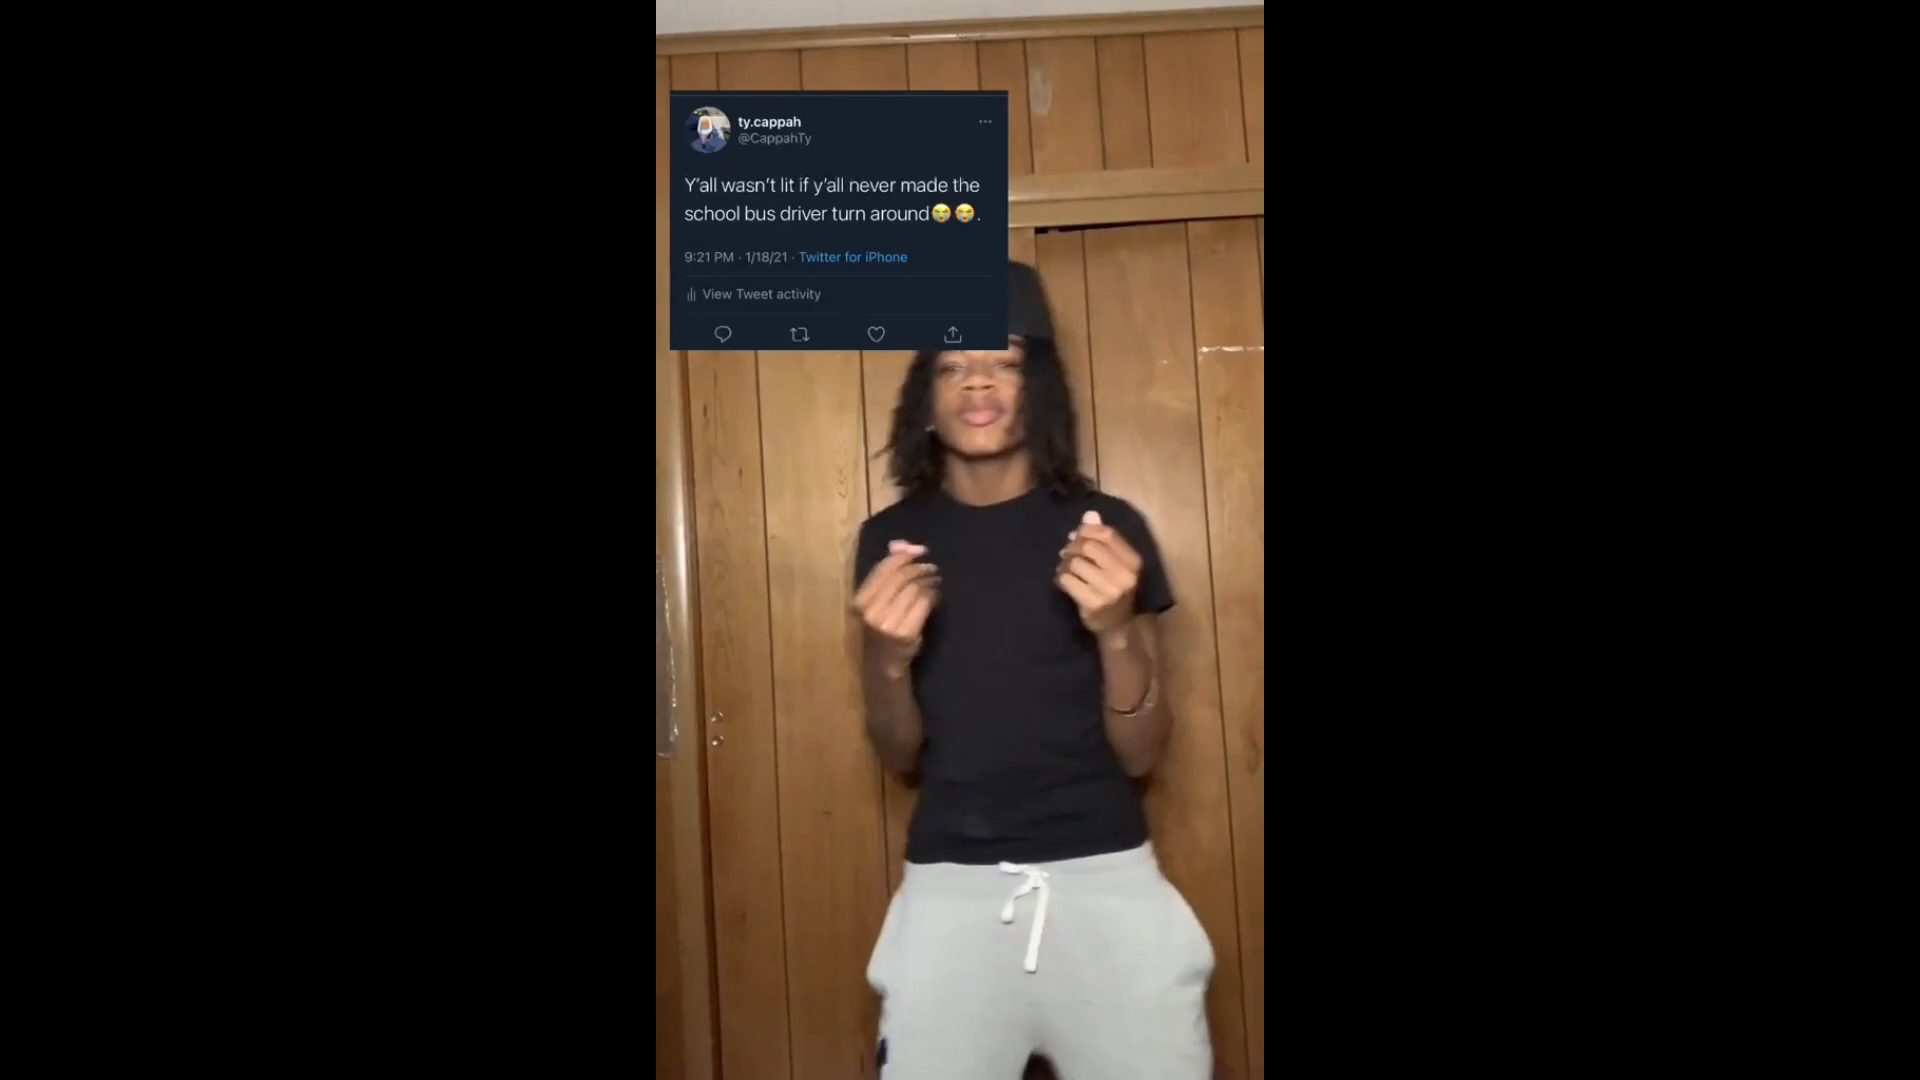 ty.cappah
@CappahTy
Y'all wasn't lit if y'all never made the
school bus driver turn around😭😭.
9:21 PM · 1/18/21 · Twitter for iPhone
View Tweet activity